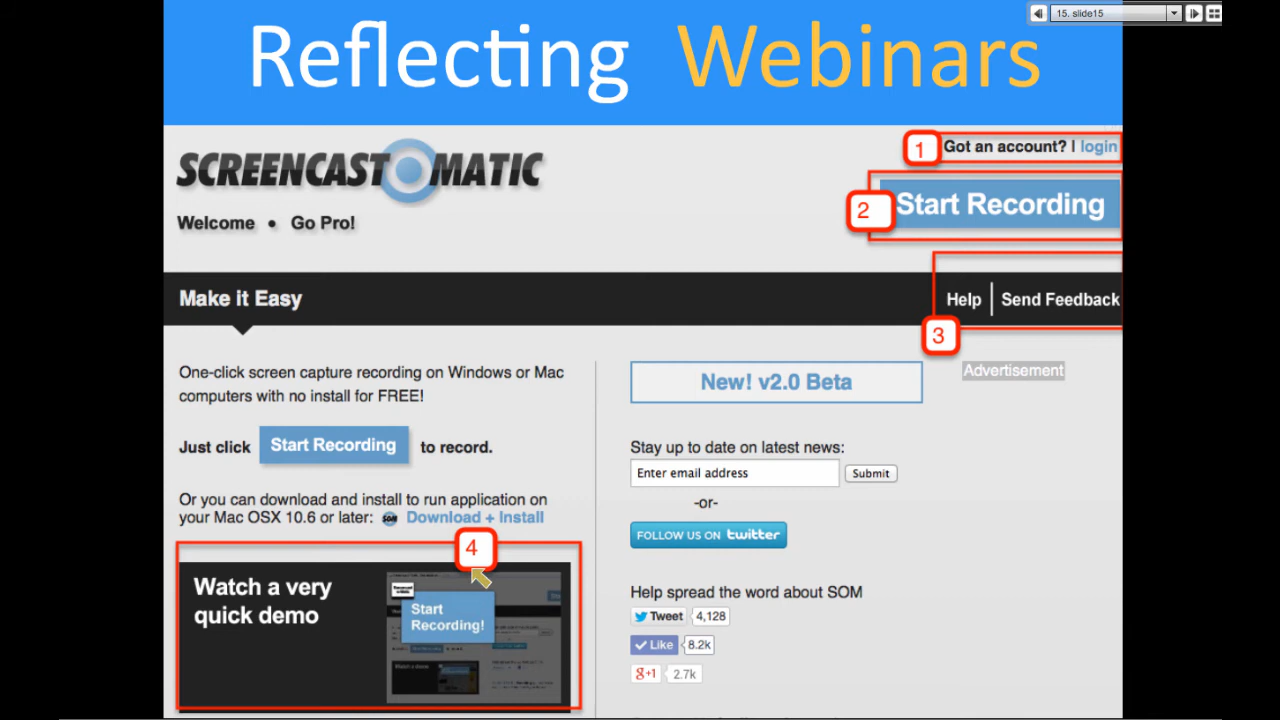 15. slide15
Reflecting Webinars
SCREENCAST O MATIC
1 Got an account? | login
2 Start Recording
Welcome • Go Pro!
Make it Easy
Help | Send Feedback
3
One-click screen capture recording on Windows or Mac
computers with no install for FREE!
Just click Start Recording to record.
Or you can download and install to run application on
your Mac OSX 10.6 or later: SOM Download + Install
4
Watch a very
quick demo
Start
Recording!
New! v2.0 Beta
Advertisement
Stay up to date on latest news:
Enter email address Submit
-or-
FOLLOW US ON twitter
Help spread the word about SOM
Tweet 4,128
Like 8.2k
g+1 2.7k